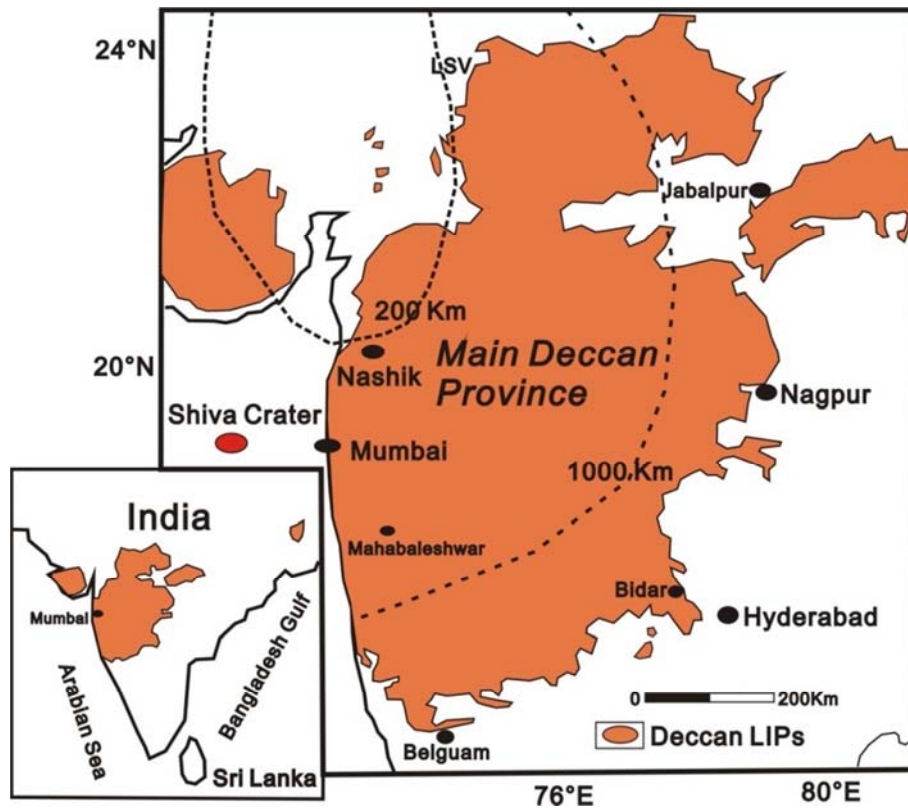 24°N
LSV
Jabalpur
200 Km
Main Deccan
Province
20°N
Nashik
Nagpur
Shiva Crater
Mumbai
1000 Km
India
Mahabaleshwar
Mumbai
Bidar
Hyderabad
Arabian Sea
Bangladesh Gulf
0 200Km
Deccan LIPs
Belguam
Sri Lanka
76°E
80°E